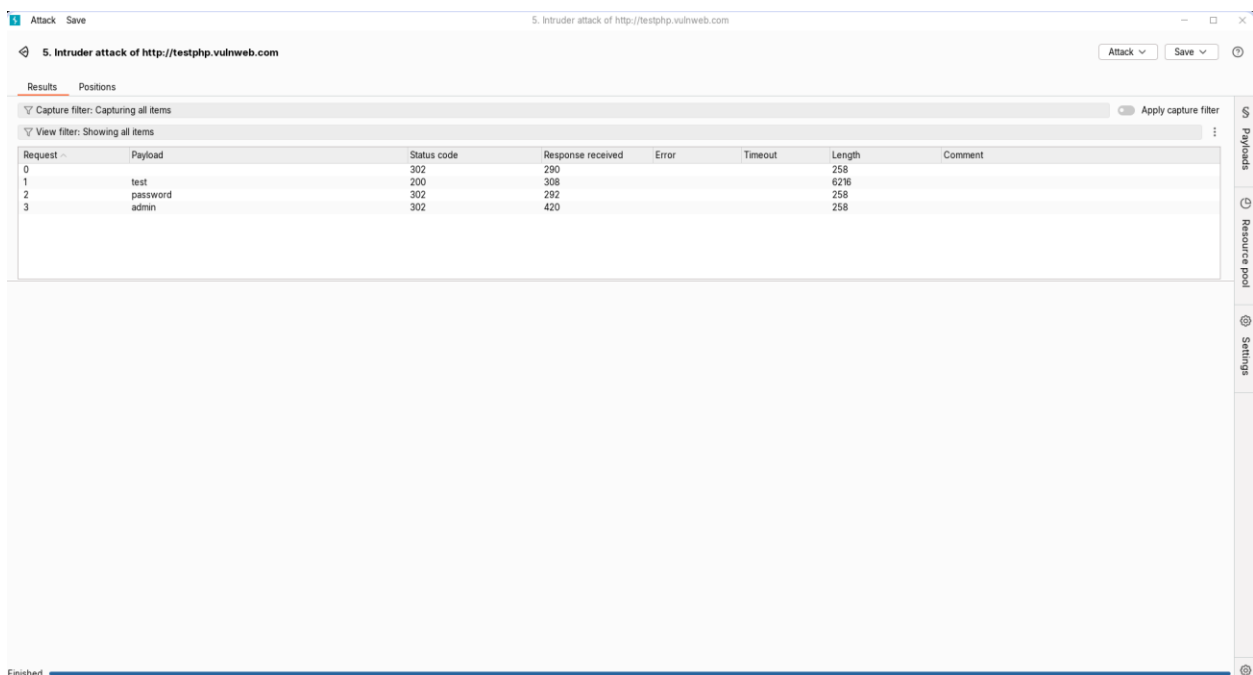 Attack Save 5. Intruder attack of http://testphp.vulnweb.com
5. Intruder attack of http://testphp.vulnweb.com Attack Save
Results Positions
Capture filter: Capturing all items Apply capture filter
View filter: Showing all items
Request Payload Status code Response received Error Timeout Length Comment
0 302 290 258
1 test 200 308 6216
2 password 302 292 258
3 admin 302 420 258
Payloads
Resource pool
Settings
Finished